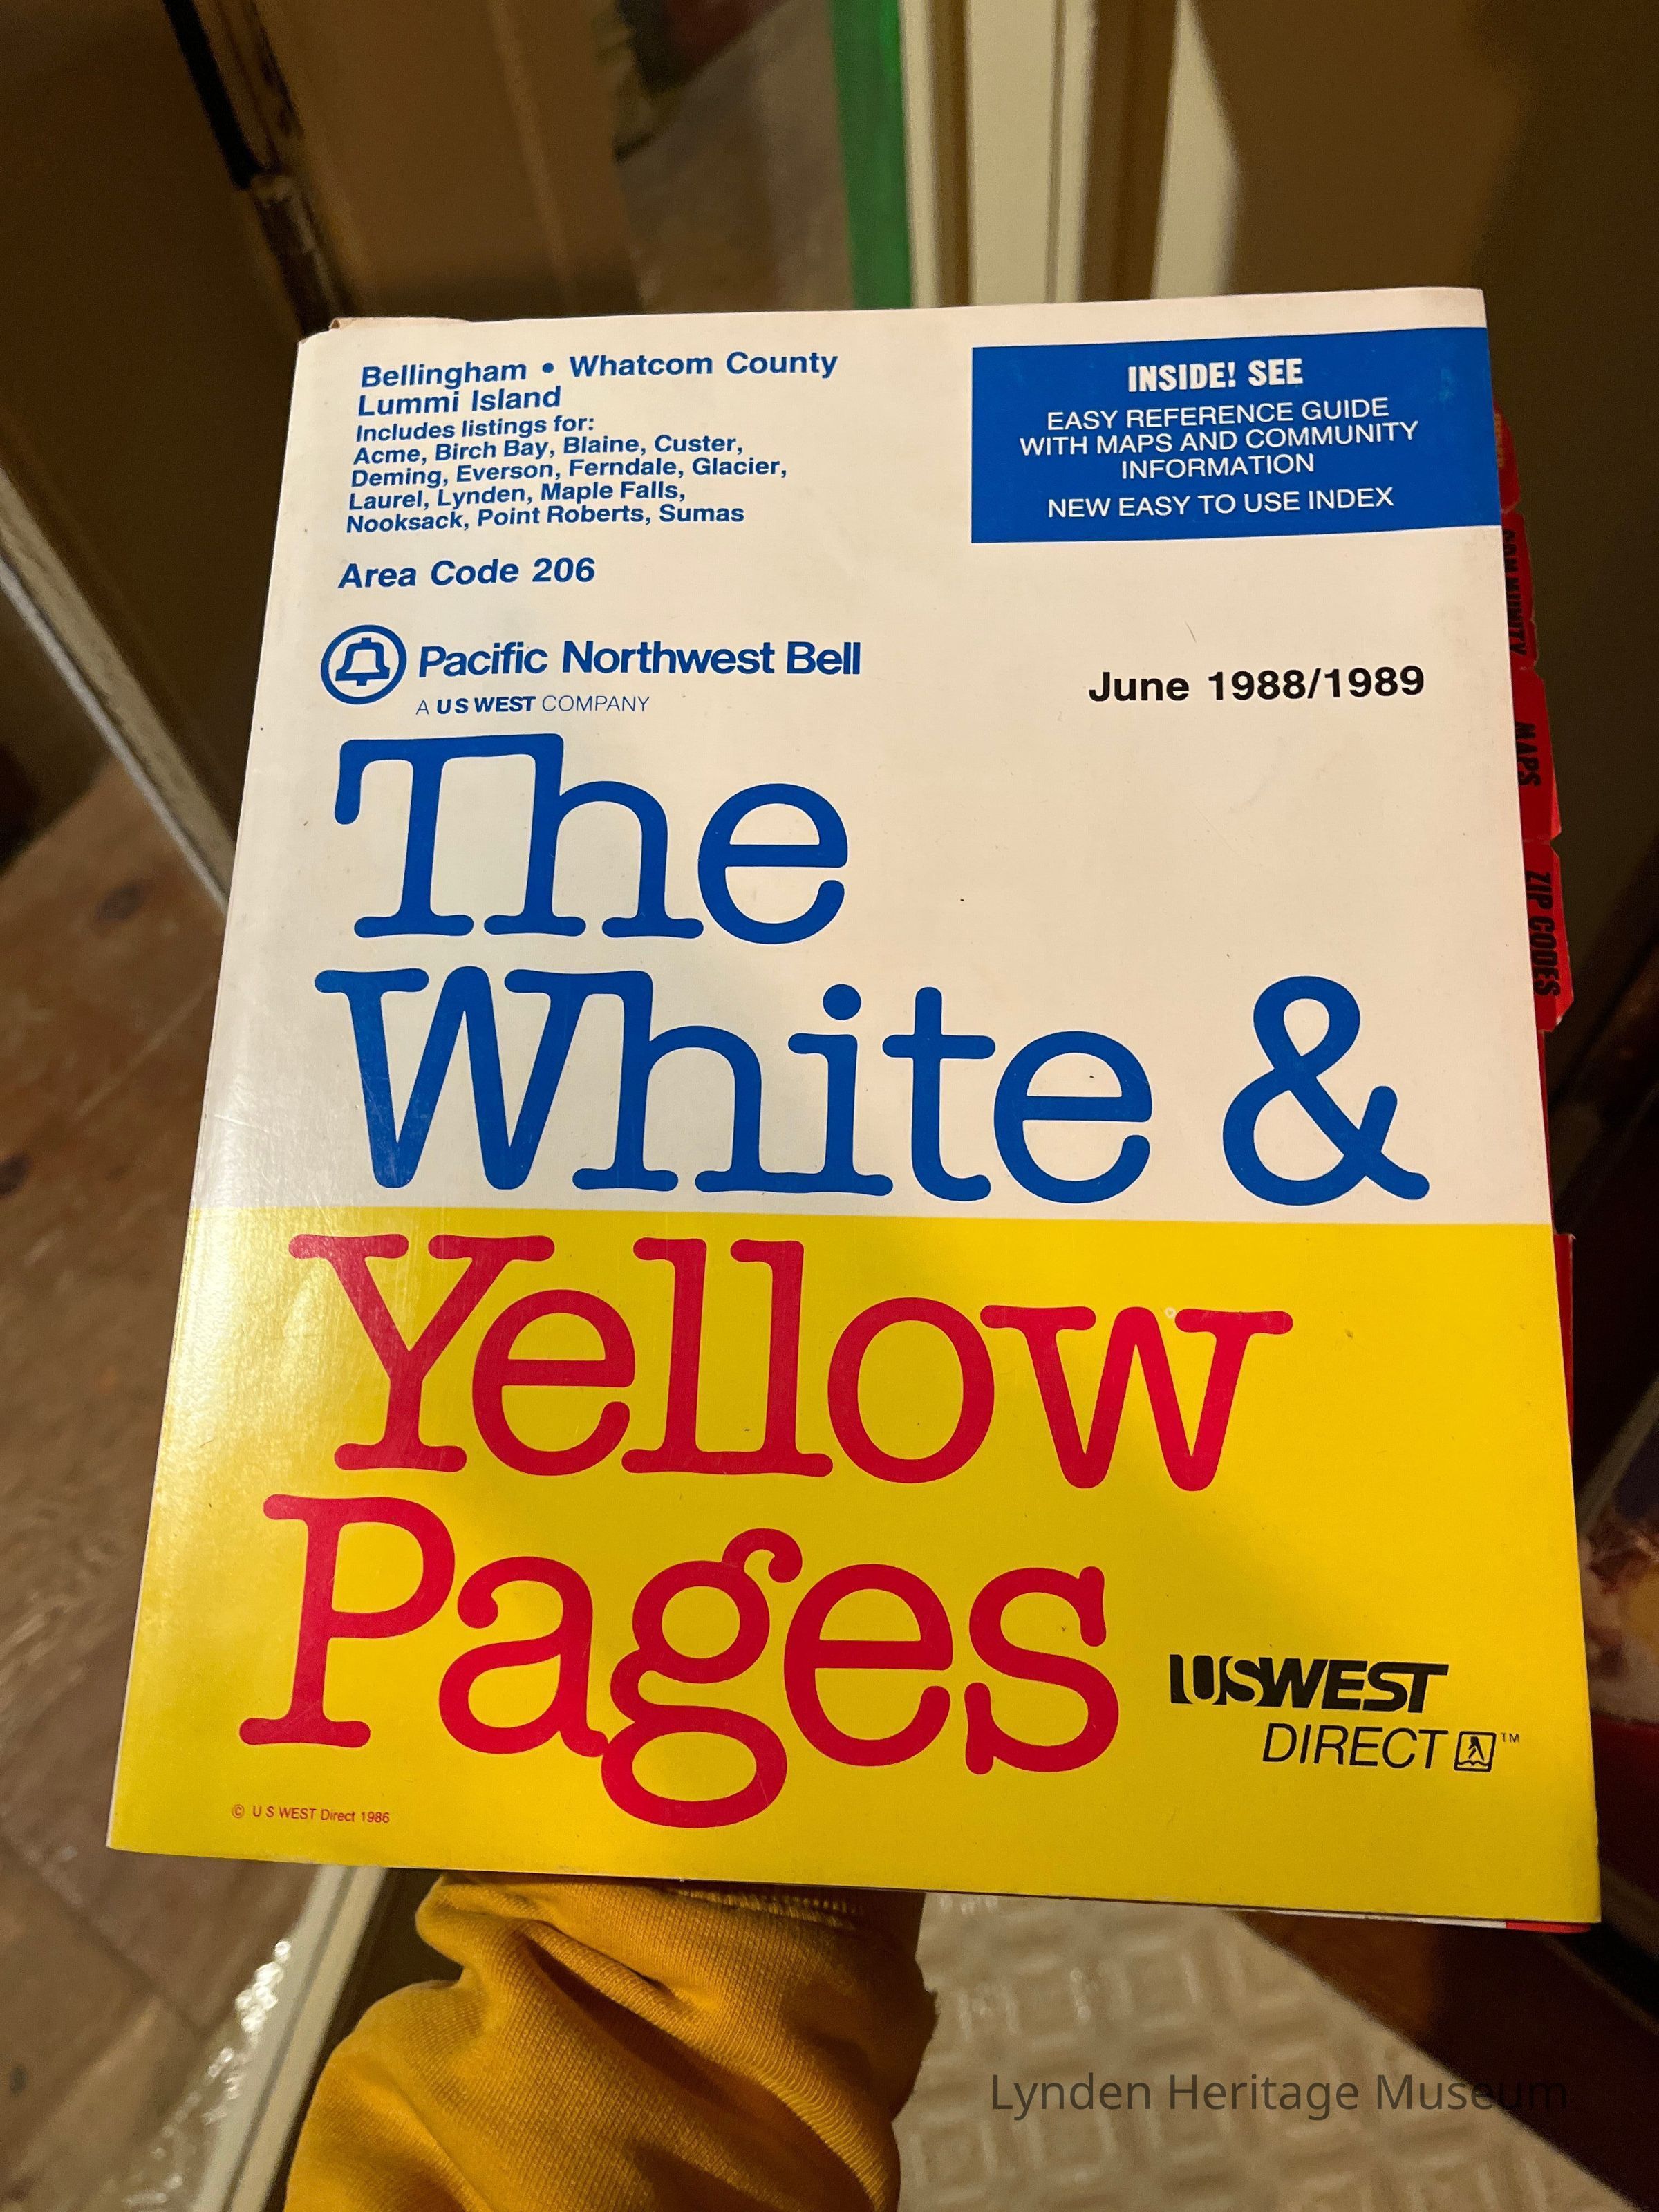 Bellingham • Whatcom County
Lummi Island
Includes listings for:
Acme, Birch Bay, Blaine, Custer,
Deming, Everson, Ferndale, Glacier,
Laurel, Lynden, Maple Falls,
Nooksack, Point Roberts, Sumas
Area Code 206
INSIDE! SEE
EASY REFERENCE GUIDE
WITH MAPS AND COMMUNITY
INFORMATION
NEW EASY TO USE INDEX
Pacific Northwest Bell
A US WEST COMPANY
June 1988/1989
The
White &
Yellow
Pages
USWEST
DIRECT ™
© U S WEST Direct 1986
COMMUNITY
MAPS
ZIP CODES
Lynden Heritage Museum